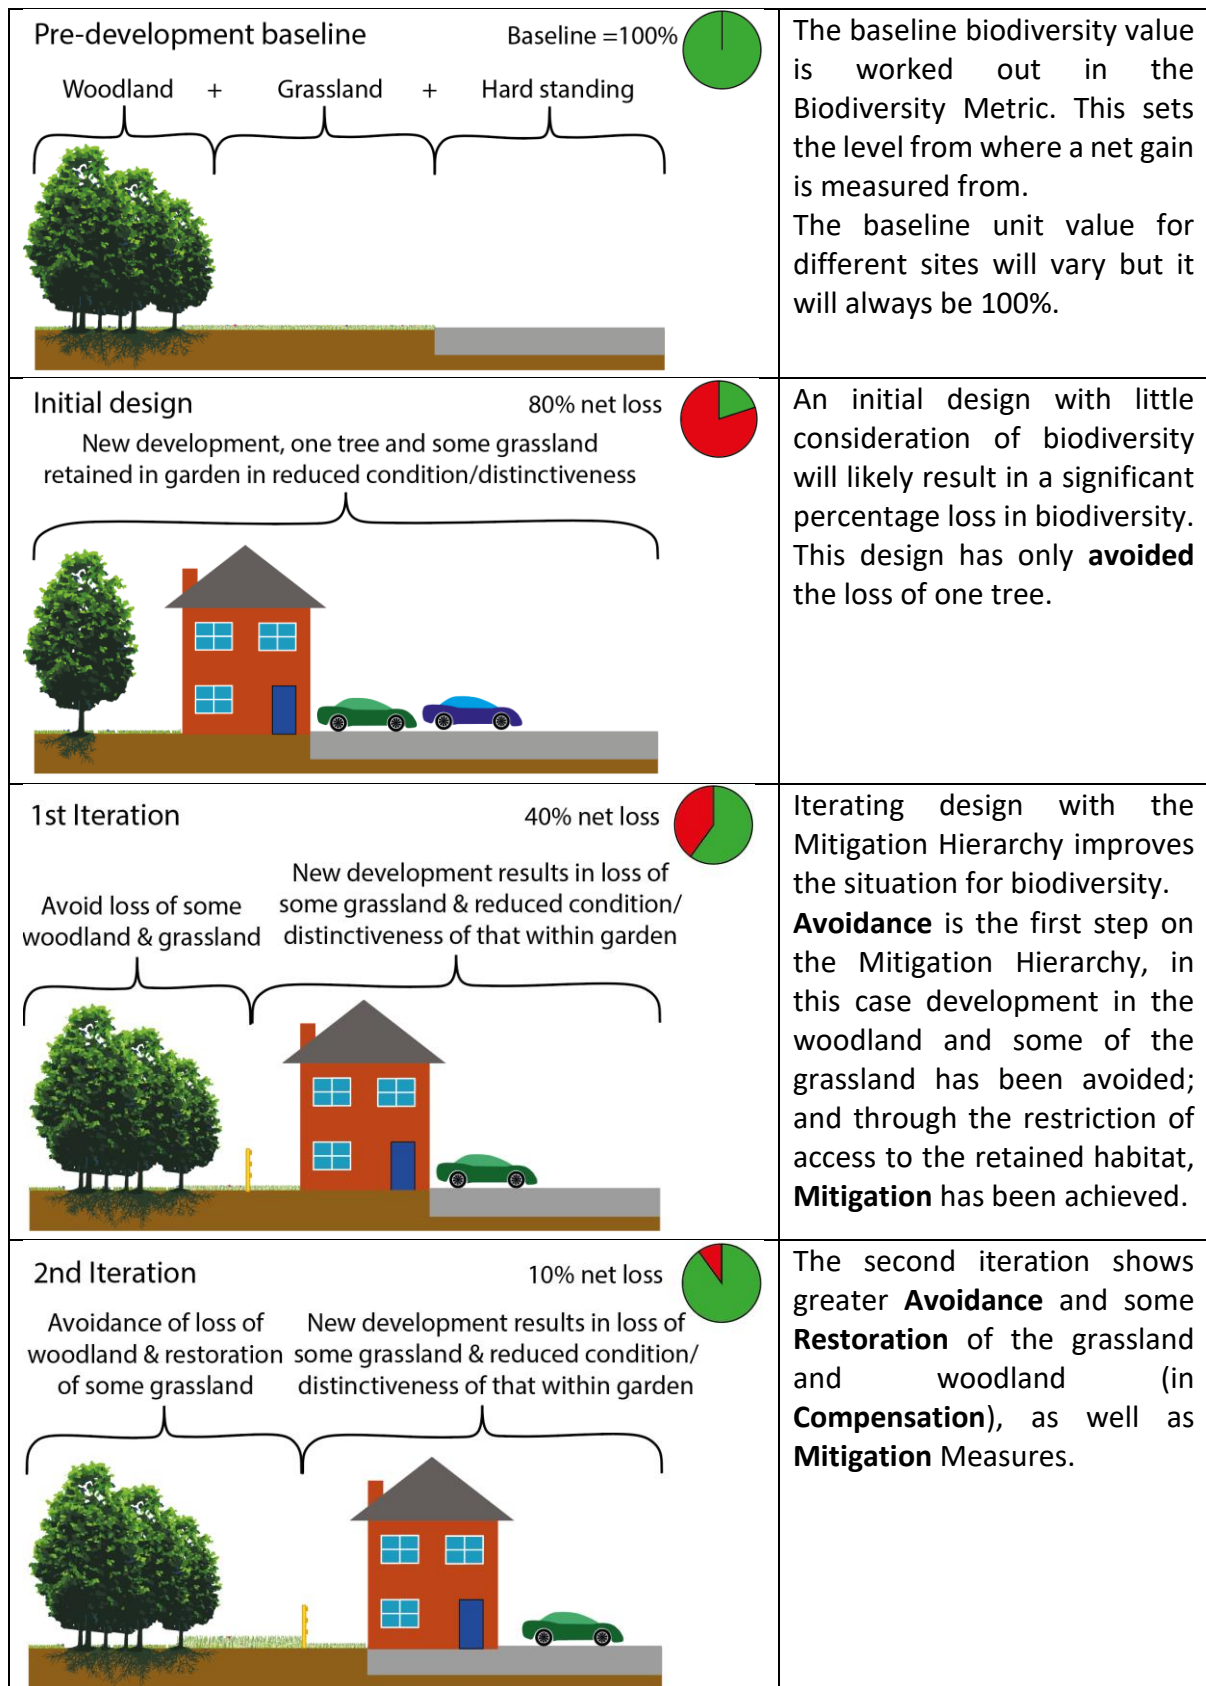 Pre-development baseline
Baseline =100%
Woodland + Grassland + Hard standing
The baseline biodiversity value
is worked out in the
Biodiversity Metric. This sets
the level from where a net gain
is measured from.
The baseline unit value for
different sites will vary but it
will always be 100%.
Initial design
80% net loss
New development, one tree and some grassland
retained in garden in reduced condition/distinctiveness
An initial design with little
consideration of biodiversity
will likely result in a significant
percentage loss in biodiversity.
This design has only avoided
the loss of one tree.
1st Iteration
40% net loss
Avoid loss of some
woodland & grassland
New development results in loss of
some grassland & reduced condition/
distinctiveness of that within garden
Iterating design with the
Mitigation Hierarchy improves
the situation for biodiversity.
Avoidance is the first step on
the Mitigation Hierarchy, in
this case development in the
woodland and some of the
grassland has been avoided;
and through the restriction of
access to the retained habitat,
Mitigation has been achieved.
2nd Iteration
10% net loss
Avoidance of loss of
woodland & restoration
of some grassland
New development results in loss of
some grassland & reduced condition/
distinctiveness of that within garden
The second iteration shows
greater Avoidance and some
Restoration of the grassland
and woodland (in
Compensation), as well as
Mitigation Measures.